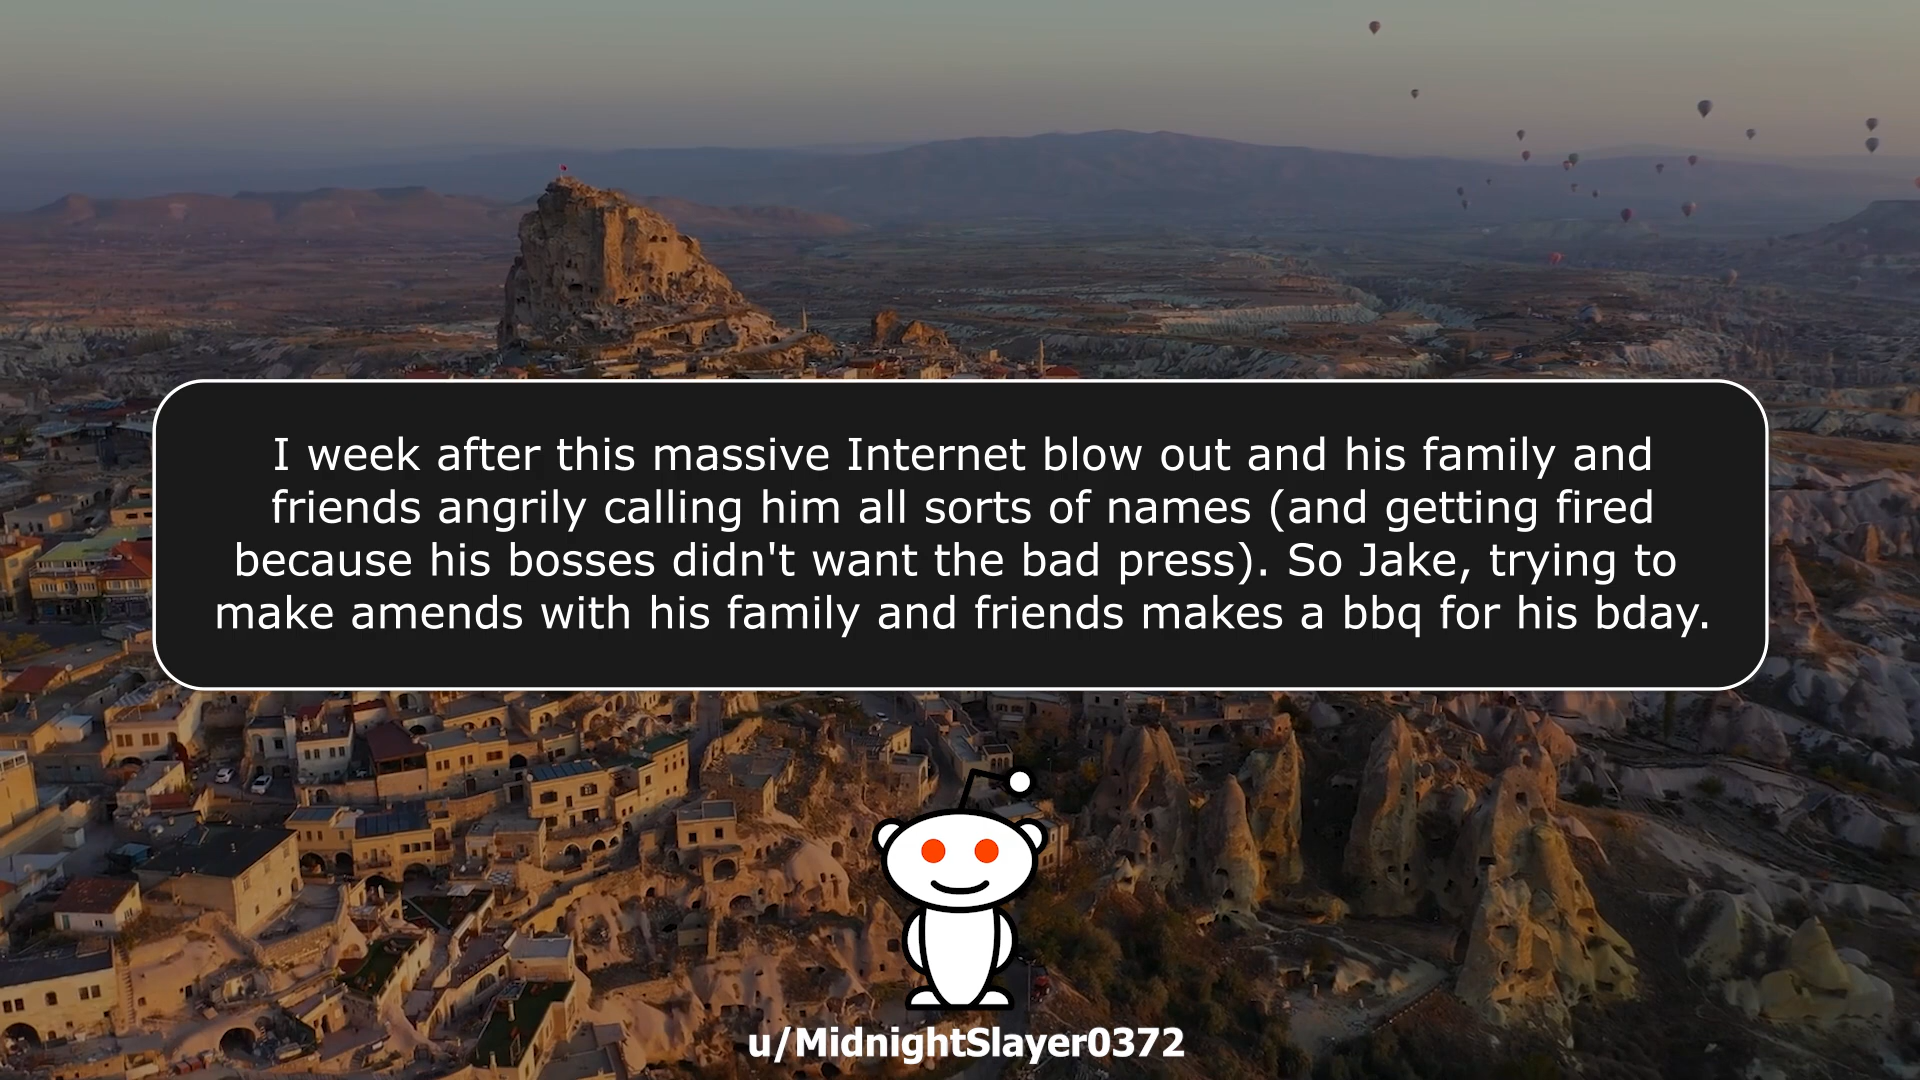 I week after this massive Internet blow out and his family and
friends angrily calling him all sorts of names (and getting fired
because his bosses didn't want the bad press). So Jake, trying to
make amends with his family and friends makes a bbq for his bday.
u/MidnightSlayer0372